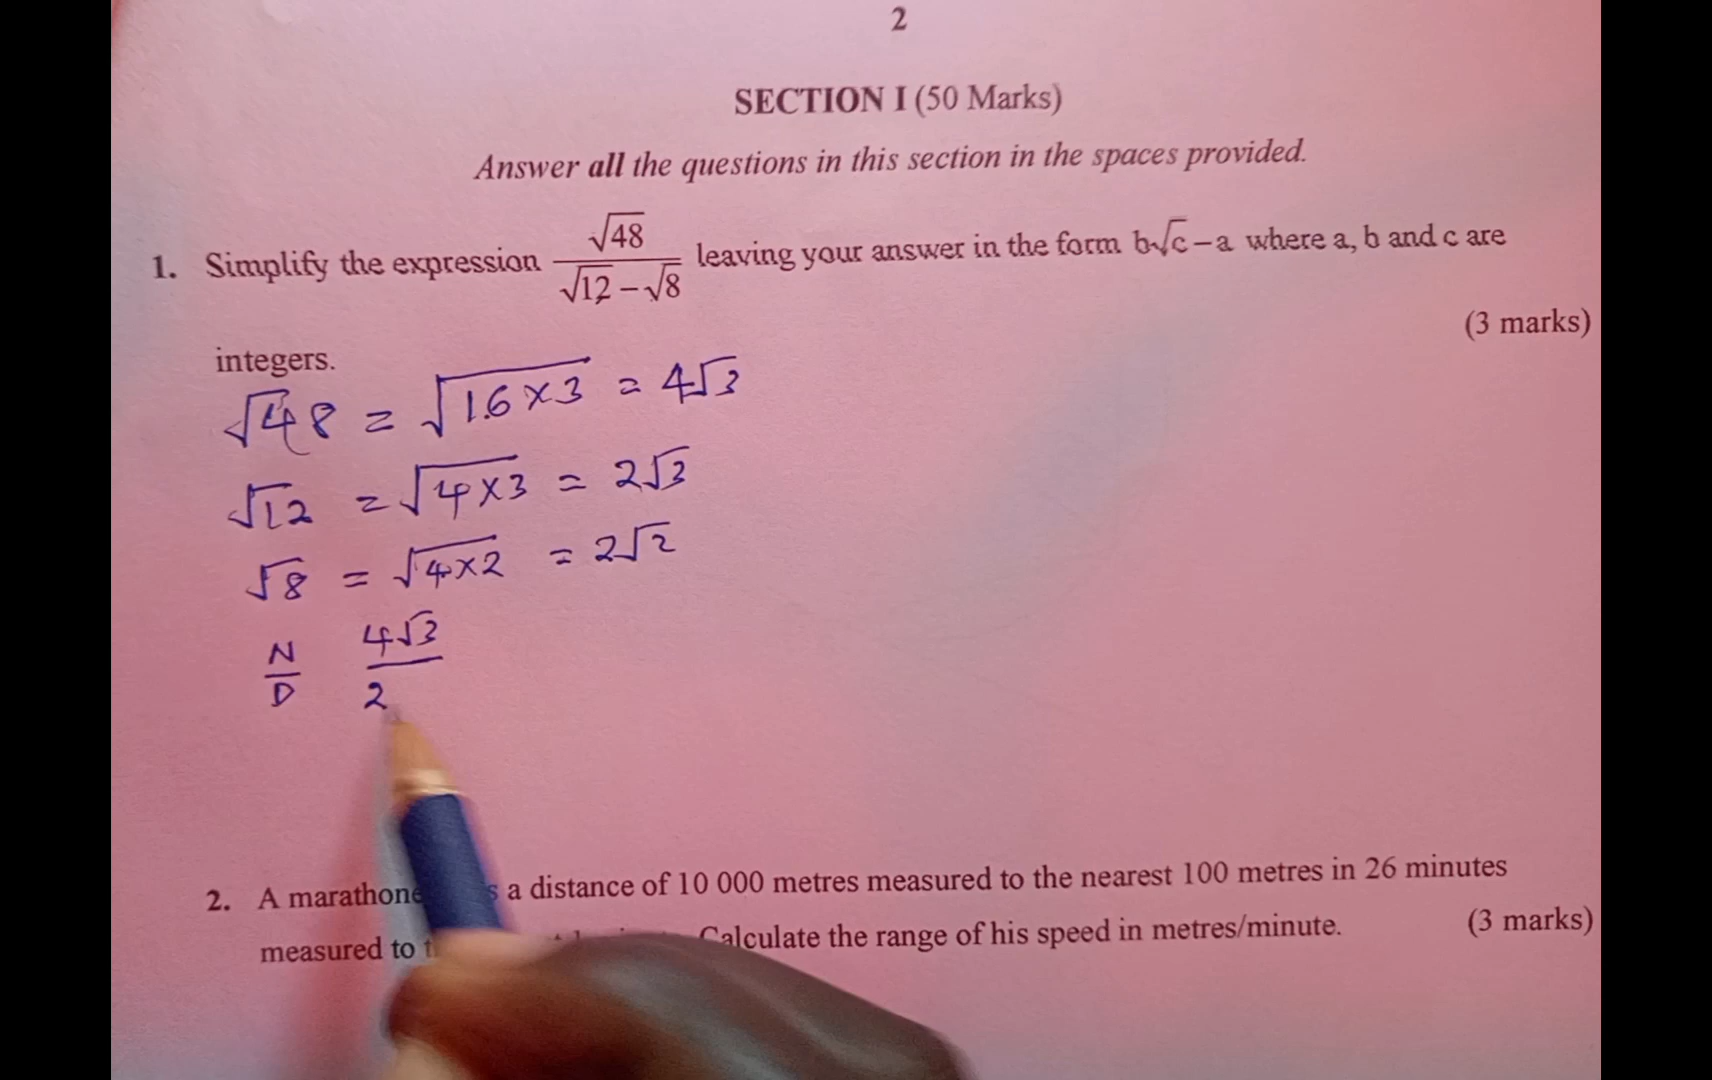 2
SECTION I (50 Marks)
Answer all the questions in this section in the spaces provided.
1. Simplify the expression √48 / (√12 − √8) leaving your answer in the form b√c − a where a, b and c are
(3 marks)
integers.
√48 = √16 × 3 = 4√3
√12 = √4 × 3 = 2√3
√8 = √4 × 2 = 2√2
N/D 4√3 / 2
2. A a distance of 10 000 metres measured to the nearest 100 metres in 26 minutes
measured to Calculate the range of his speed in metres/minute. (3 marks)